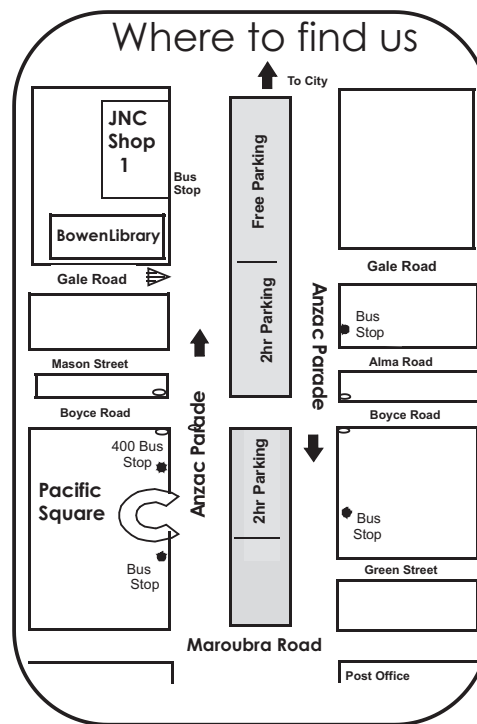 Where to find us
To City
JNC
Shop
1
Bus
Stop
Free Parking
BowenLibrary
Gale Road
Gale Road
2hr Parking
Anzac Parade
Bus
Stop
Mason Street
Alma Road
Anzac Parade
Boyce Road
Boyce Road
400 Bus
Stop
2hr Parking
Pacific
Square
Bus
Stop
Bus
Stop
Green Street
Maroubra Road
Post Office